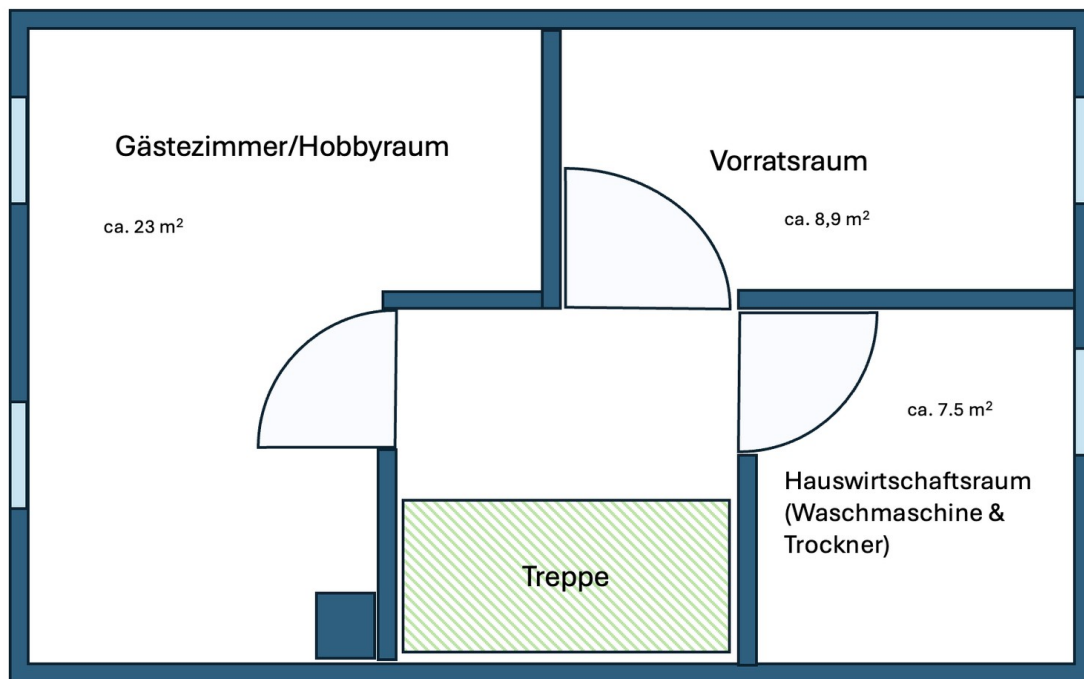 Gästezimmer/Hobbyraum
ca. 23 m²
Vorratsraum
ca. 8,9 m²
ca. 7.5 m²
Hauswirtschaftsraum
(Waschmaschine &
Trockner)
Treppe